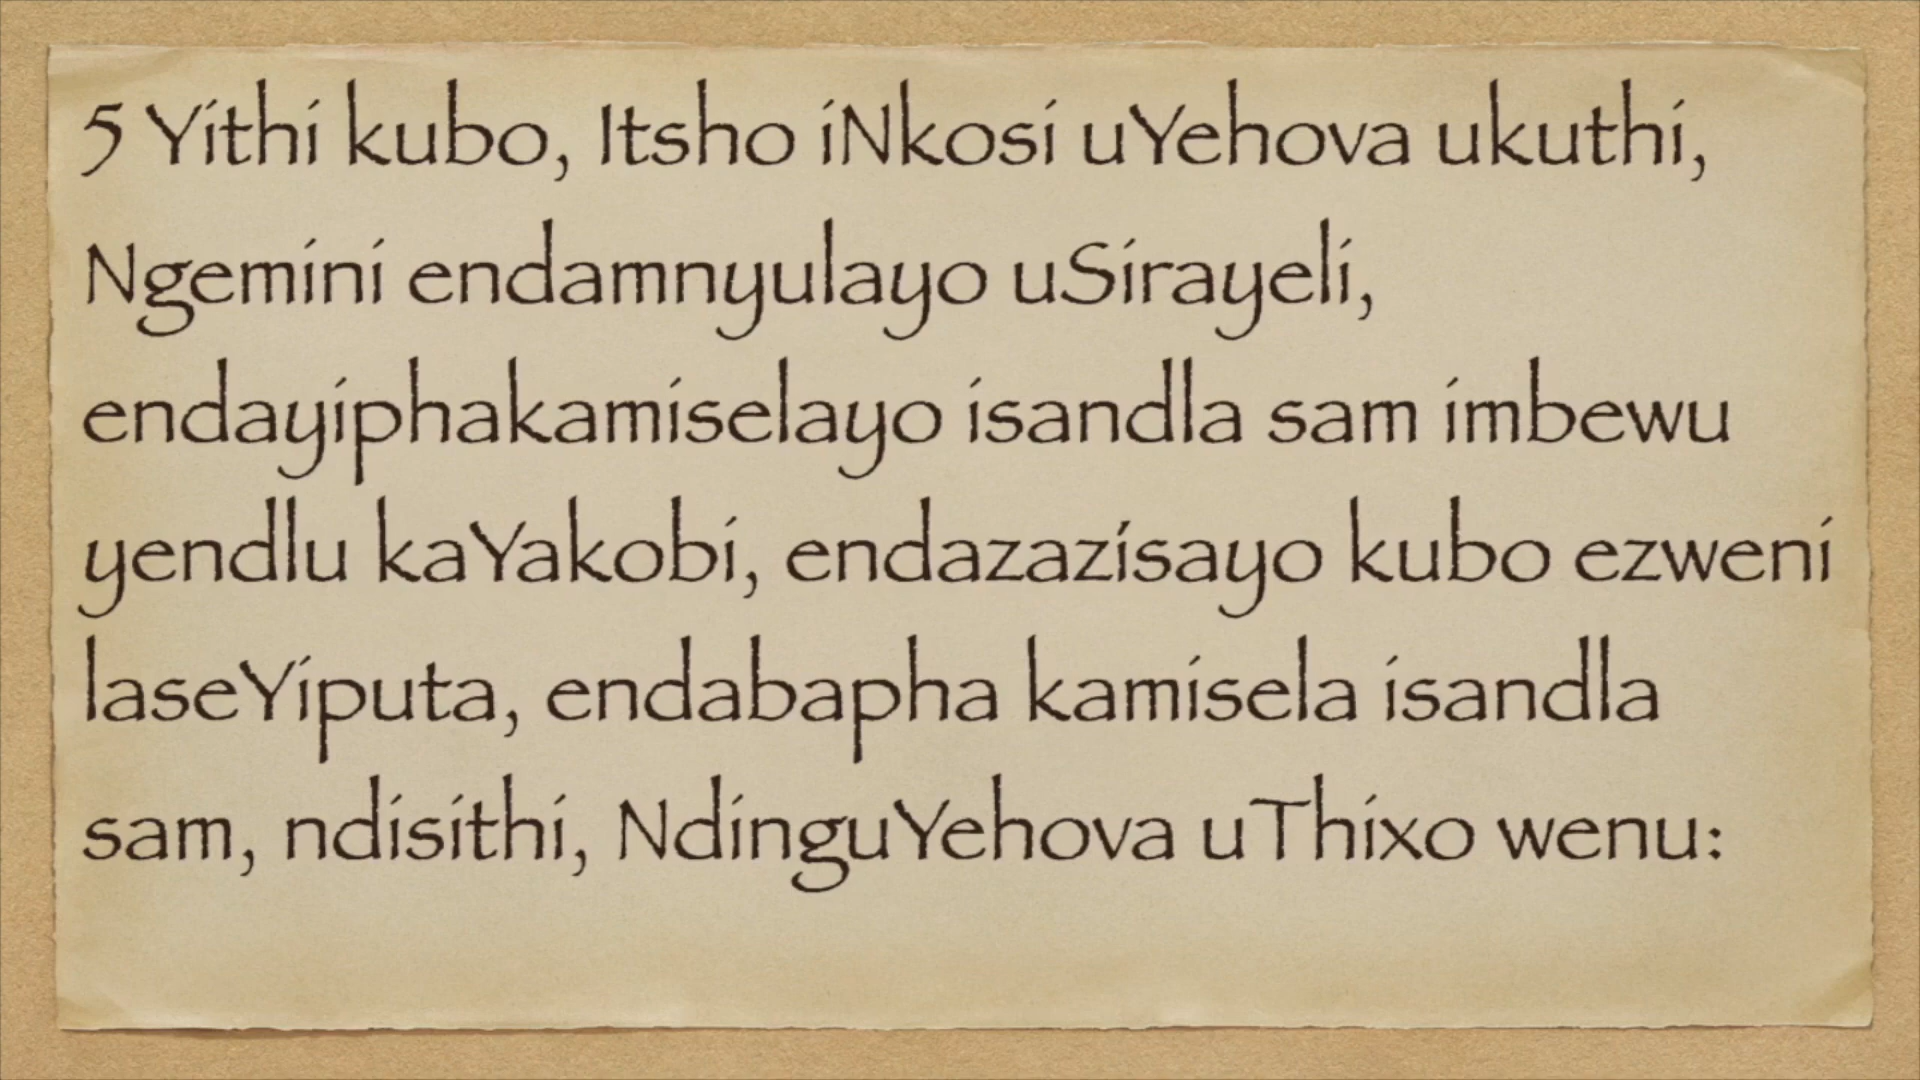 5 Yithi kubo, Itsho iNkosi uYehova ukuthi,
Ngemini endamnyulayo uSirayeli,
endayiphakamiselayo isandla sam imbewu
yendlu kaYakobi, endazazisayo kubo ezweni
laseYiputa, endabapha kamisela isandla
sam, ndisithi, NdinguYehova uThixo wenu: